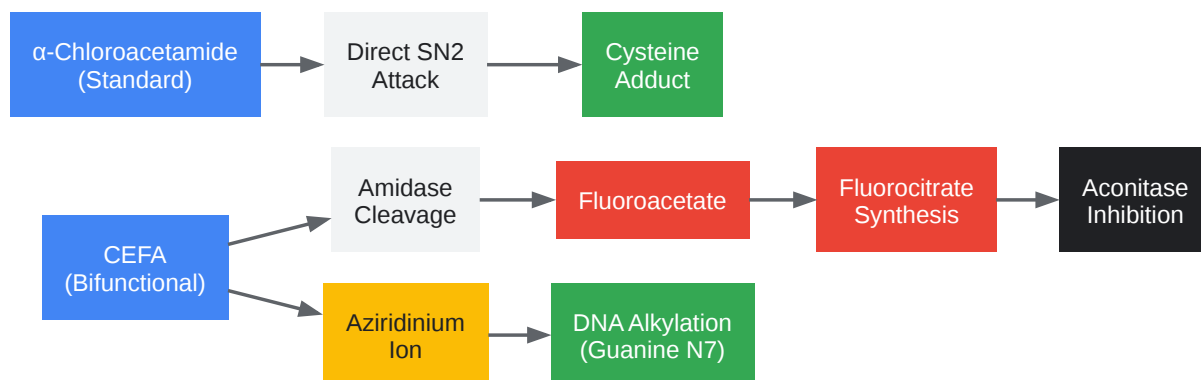 α-Chloroacetamide
(Standard)
Direct SN2
Attack
Cysteine
Adduct
CEFA
(Bifunctional)
Amidase
Cleavage
Fluoroacetate
Fluorocitrate
Synthesis
Aconitase
Inhibition
Aziridinium
Ion
DNA Alkylation
(Guanine N7)